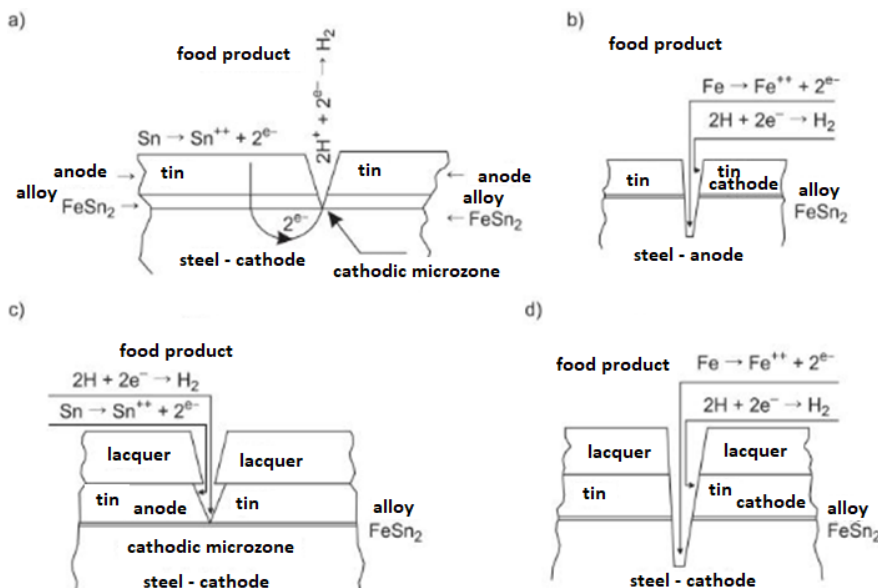 a)
food product
2H⁺ + 2e⁻ → H₂
Sn → Sn⁺⁺ + 2e⁻
anode
tin
tin
anode
alloy
alloy
FeSn₂
FeSn₂
2e⁻
steel - cathode
cathodic microzone
b)
food product
Fe → Fe⁺⁺ + 2e⁻
2H + 2e⁻ → H₂
tin
tin
cathode
alloy
FeSn₂
steel - anode
c)
food product
2H + 2e⁻ → H₂
Sn → Sn⁺⁺ + 2e⁻
lacquer
lacquer
tin
anode
tin
alloy
FeSn₂
cathodic microzone
steel - cathode
d)
food product
Fe → Fe⁺⁺ + 2e⁻
2H + 2e⁻ → H₂
lacquer
lacquer
tin
tin
cathode
alloy
FeSn₂
steel - cathode